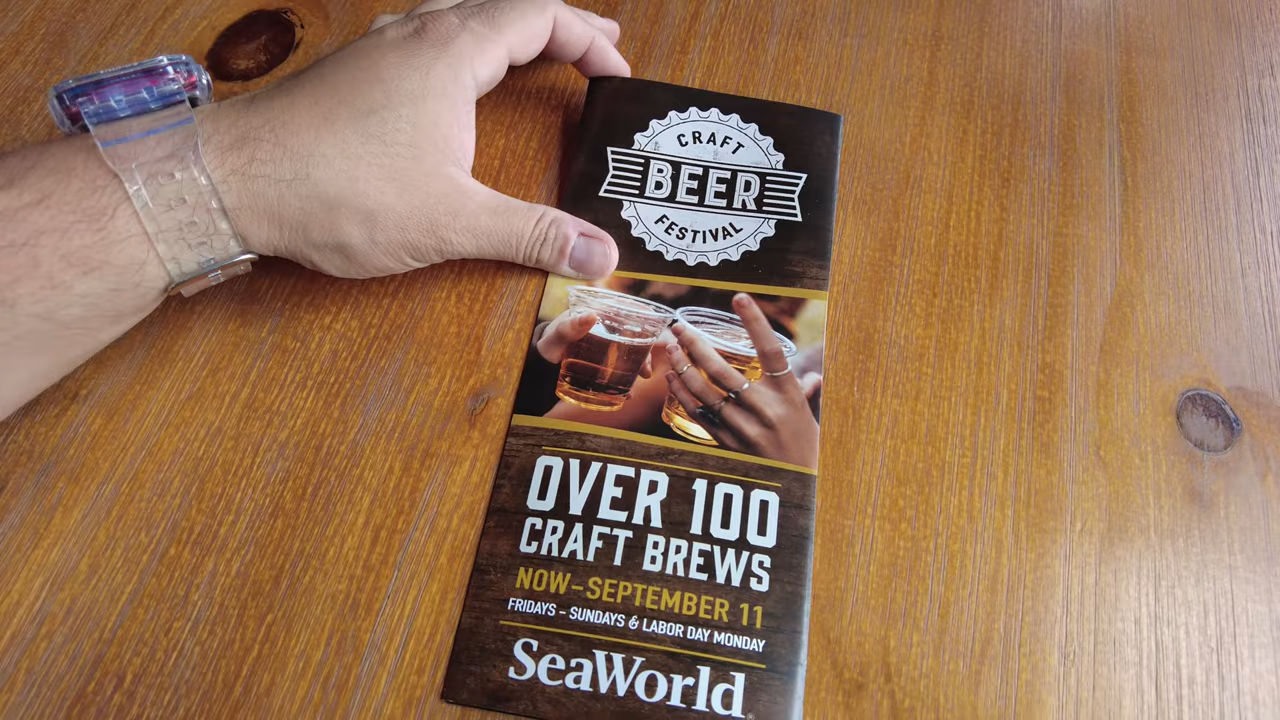 CRAFT
BEER
FESTIVAL
OVER 100
CRAFT BREWS
NOW–SEPTEMBER 11
FRIDAYS – SUNDAYS & LABOR DAY MONDAY
SeaWorld®